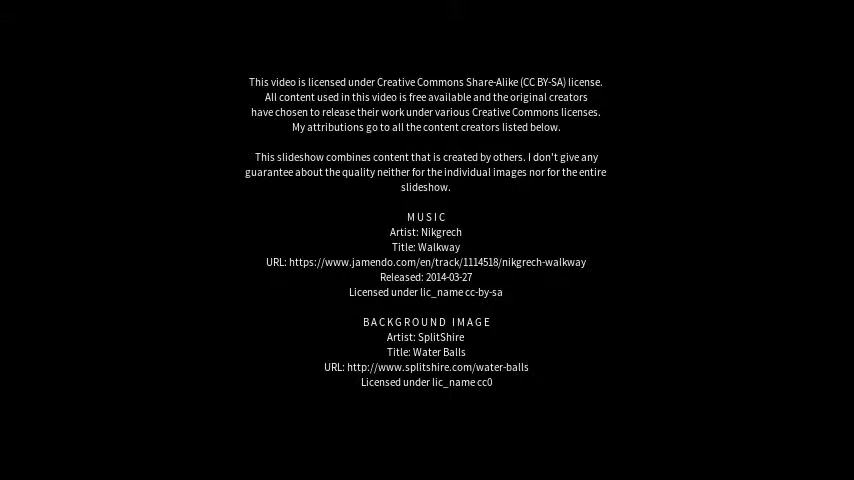 This video is licensed under Creative Commons Share-Alike (CC BY-SA) license.
All content used in this video is free available and the original creators
have chosen to release their work under various Creative Commons licenses.
My attributions go to all the content creators listed below.
This slideshow combines content that is created by others. I don't give any
guarantee about the quality neither for the individual images nor for the entire
slideshow.
MUSIC
Artist: Nikgrech
Title: Walkway
URL: https://www.jamendo.com/en/track/1114518/nikgrech-walkway
Released: 2014-03-27
Licensed under lic_name cc-by-sa
BACKGROUND IMAGE
Artist: SplitShire
Title: Water Balls
URL: http://www.splitshire.com/water-balls
Licensed under lic_name cc0